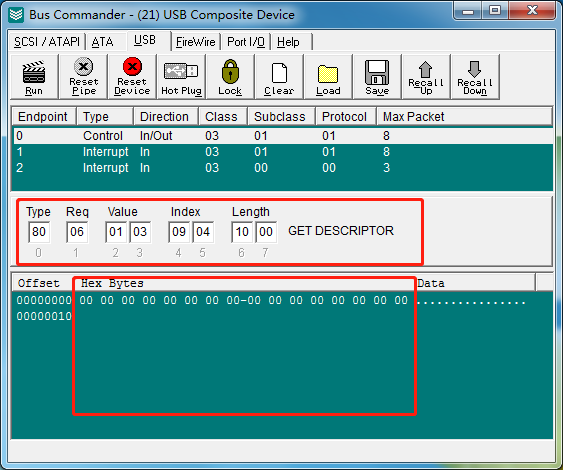 Bus Commander - (21) USB Composite Device
SCSI / ATAPI ATA USB FireWire Port I/O Help
Run Reset Pipe Reset Device Hot Plug Lock Clear Load Save Recall Up Recall Down
Endpoint Type Direction Class Subclass Protocol Max Packet
0 Control In/Out 03 01 01 8
1 Interrupt In 03 01 01 8
2 Interrupt In 03 00 00 3
Type Req Value Index Length
80 06 01 03 09 04 10 00 GET DESCRIPTOR
0 1 2 3 4 5 6 7
Offset Hex Bytes Data
00000000 00 00 00 00 00 00 00 00-00 00 00 00 00 00 00 00 ................
00000010